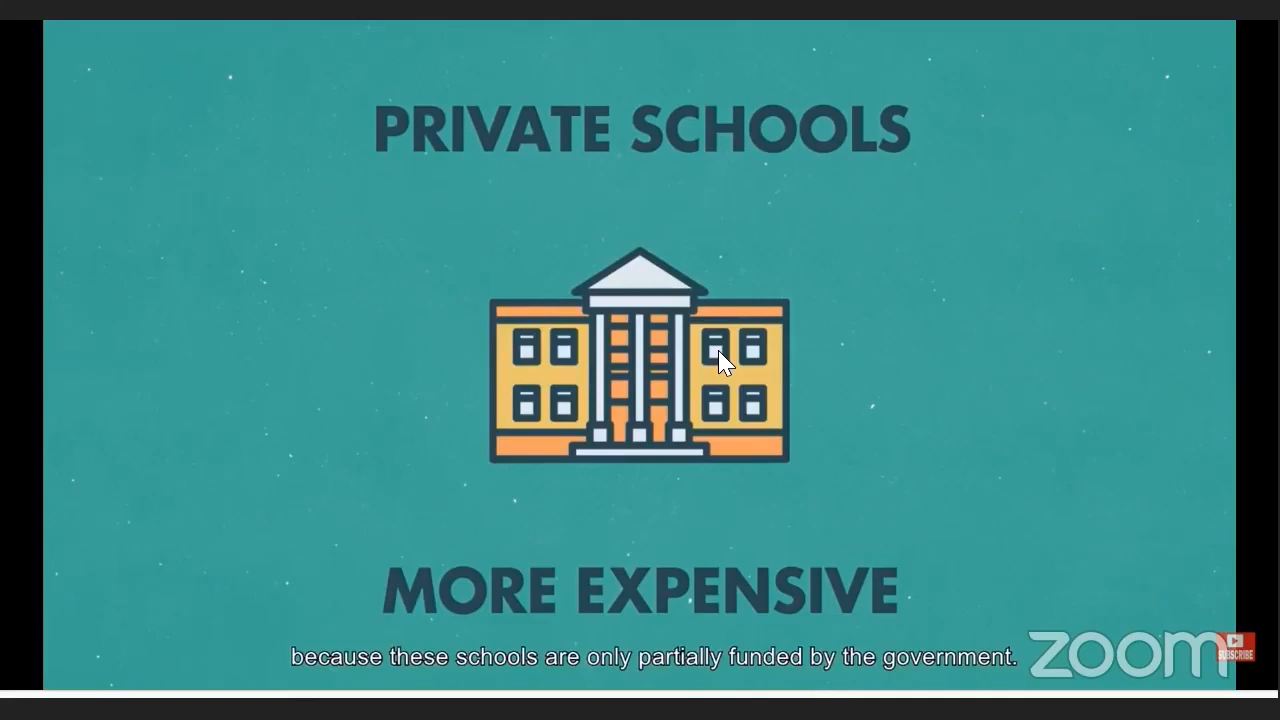 PRIVATE SCHOOLS
MORE EXPENSIVE
because these schools are only partially funded by the government.
zoom
SUBSCRIBE